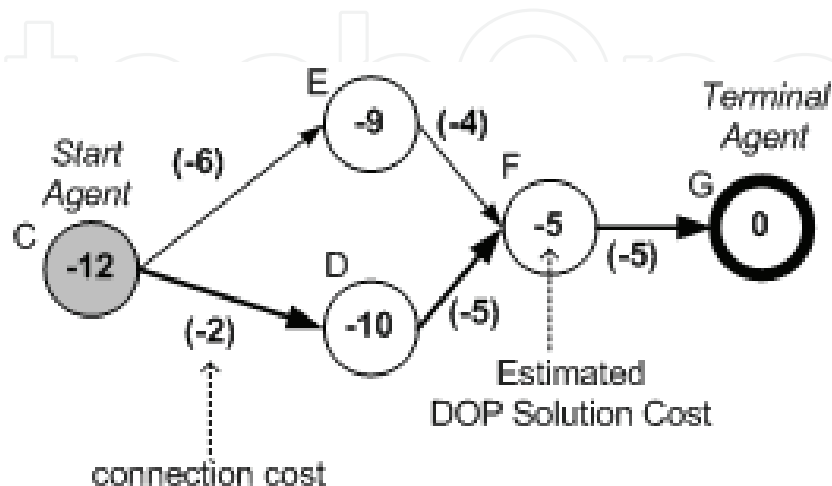 E
-9
(-4)
Terminal
Agent
Start
Agent
(-6)
F
G
C
-12
-5
0
(-5)
D
-10
(-5)
(-2)
Estimated
DOP Solution Cost
connection cost